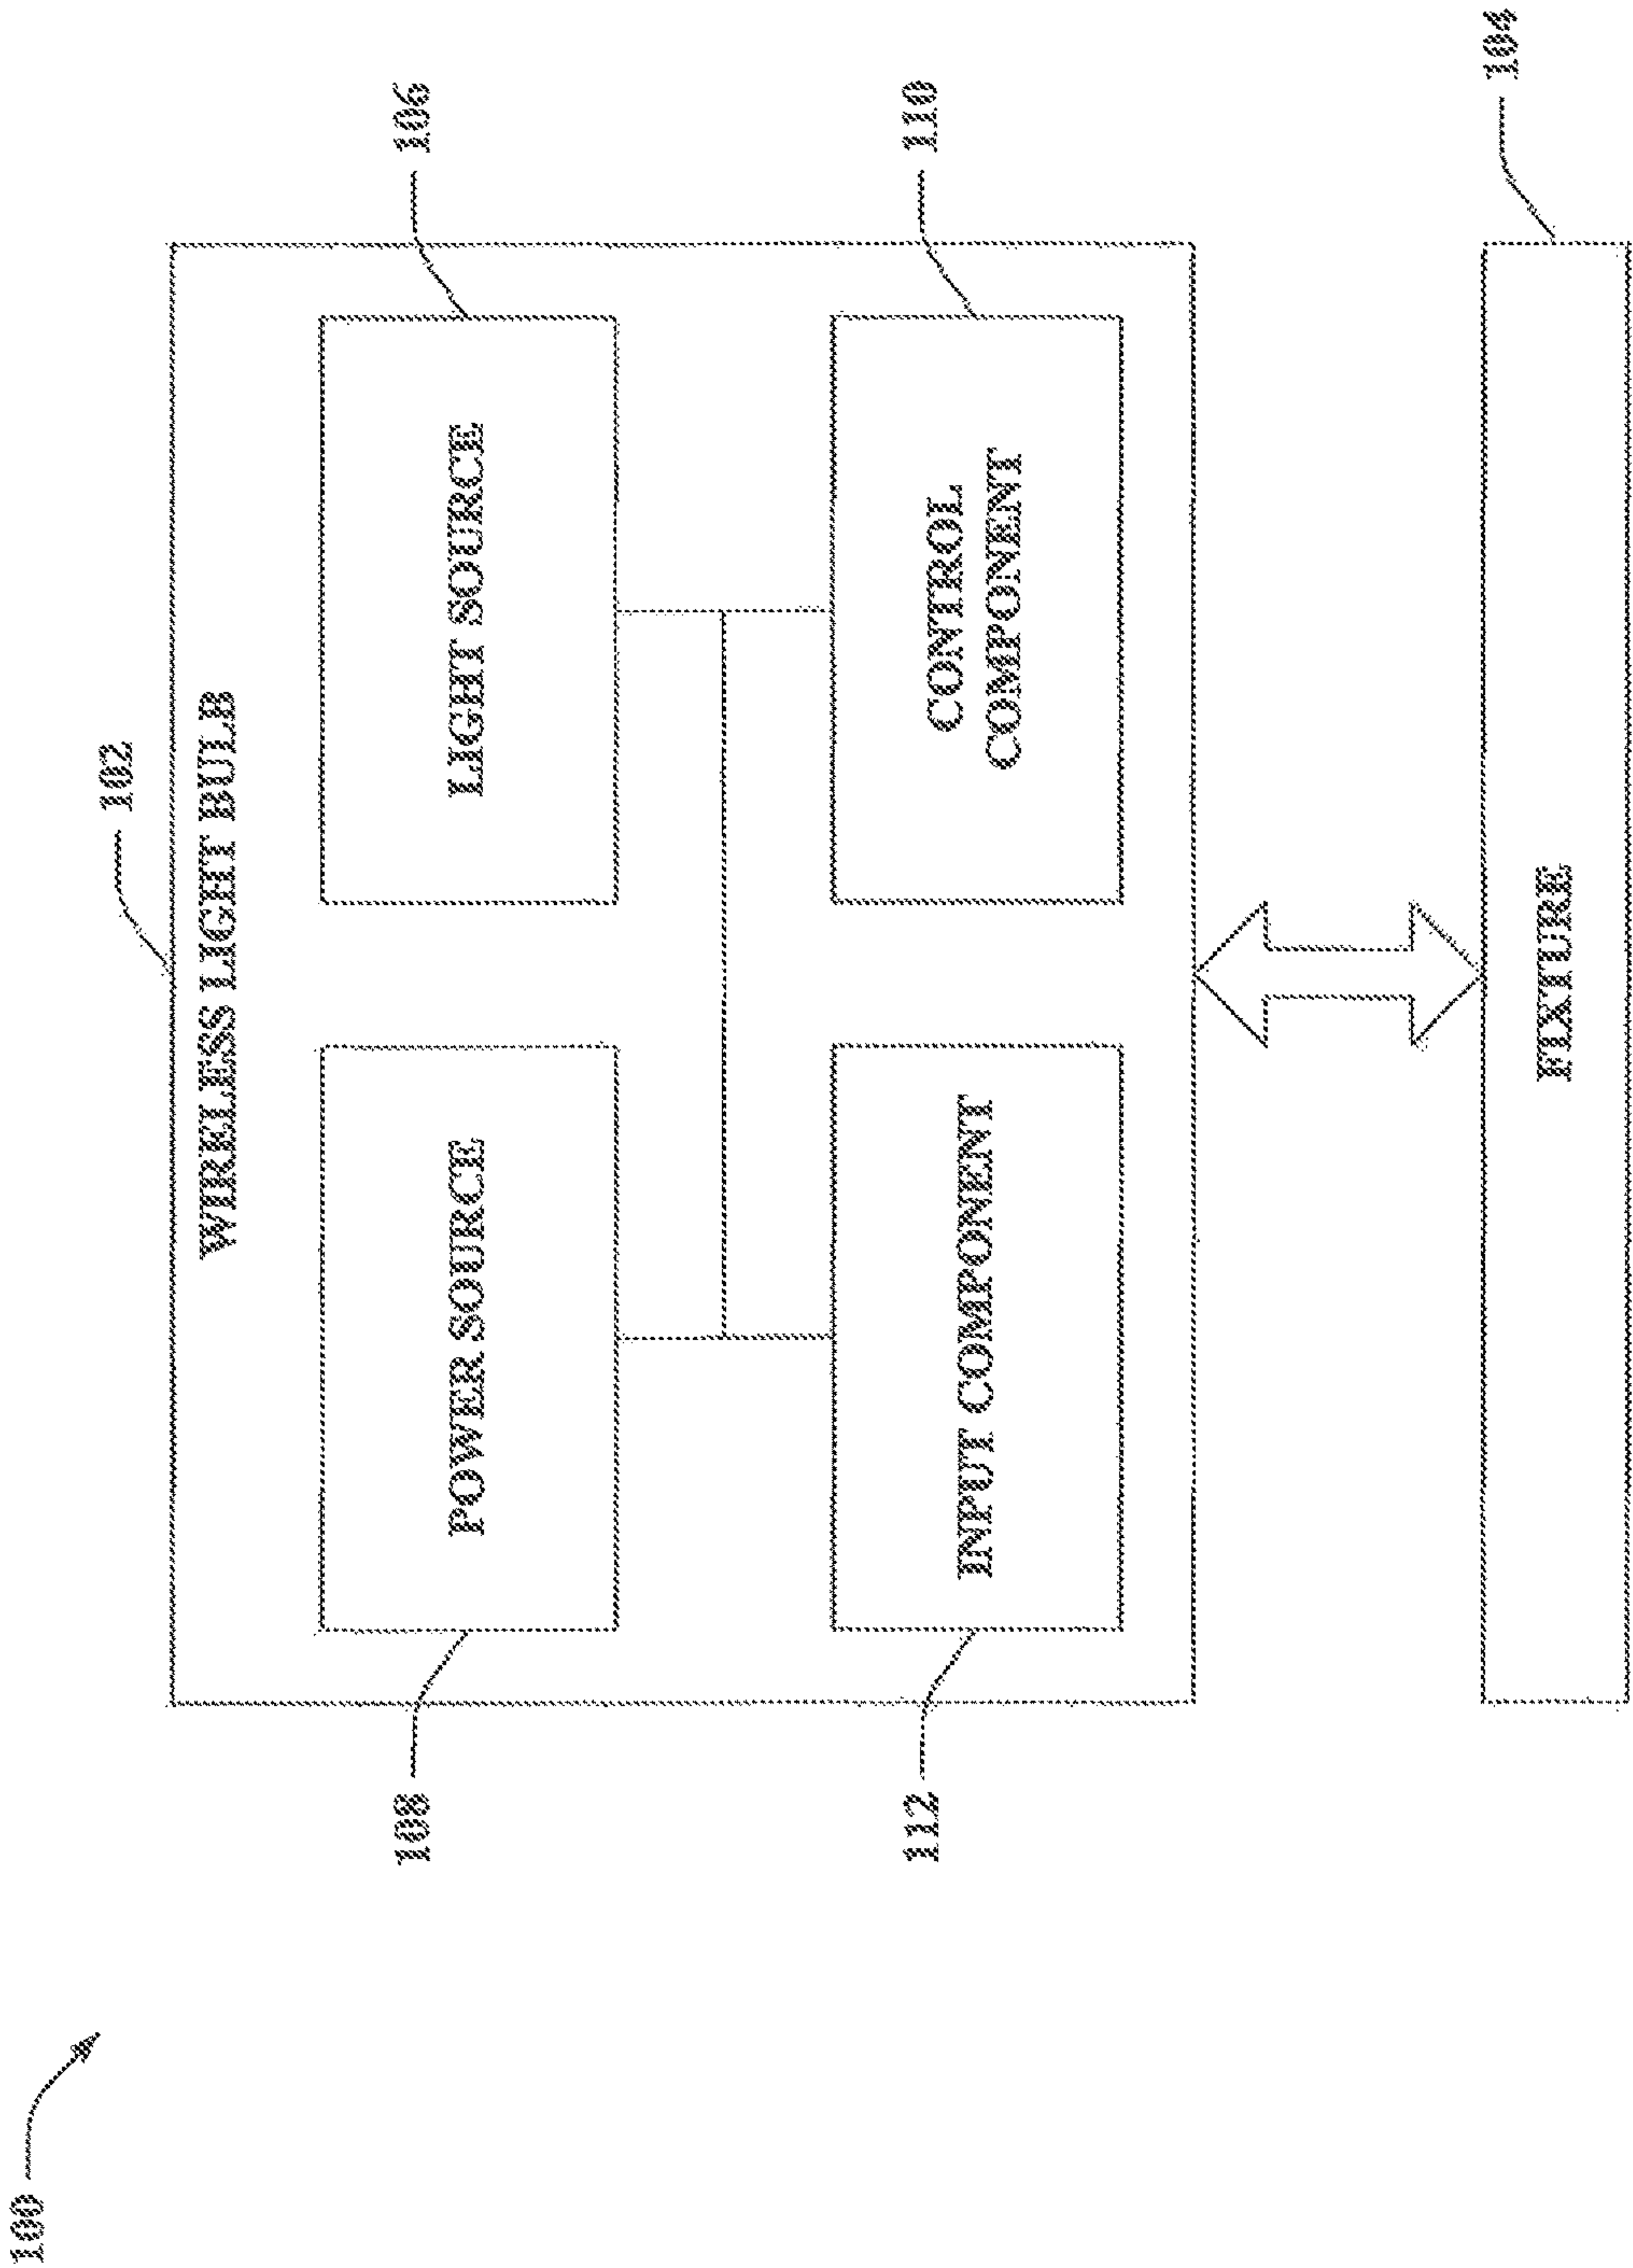 100
102
WIRELESS LIGHT BULB
108
POWER SOURCE
LIGHT SOURCE
106
112
INPUT COMPONENT
CONTROL
COMPONENT
110
FIXTURE
104